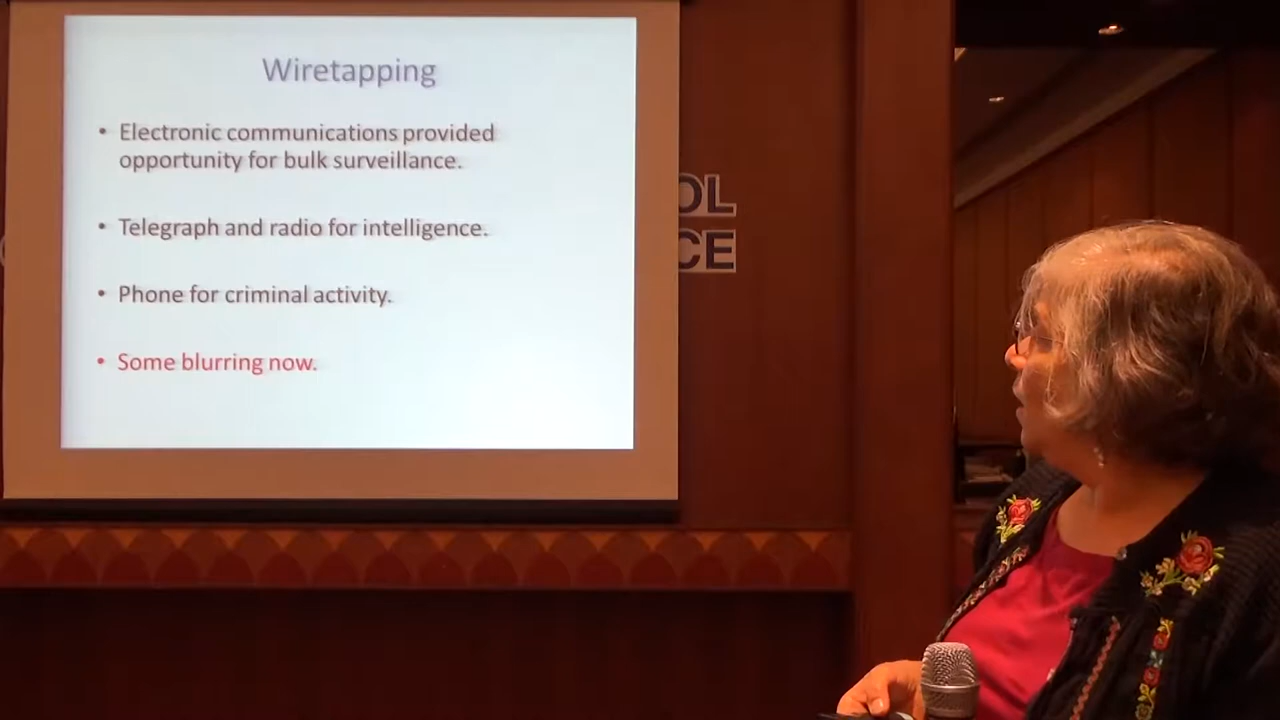 Wiretapping
• Electronic communications provided
opportunity for bulk surveillance.
• Telegraph and radio for intelligence.
• Phone for criminal activity.
• Some blurring now.
OL
CE